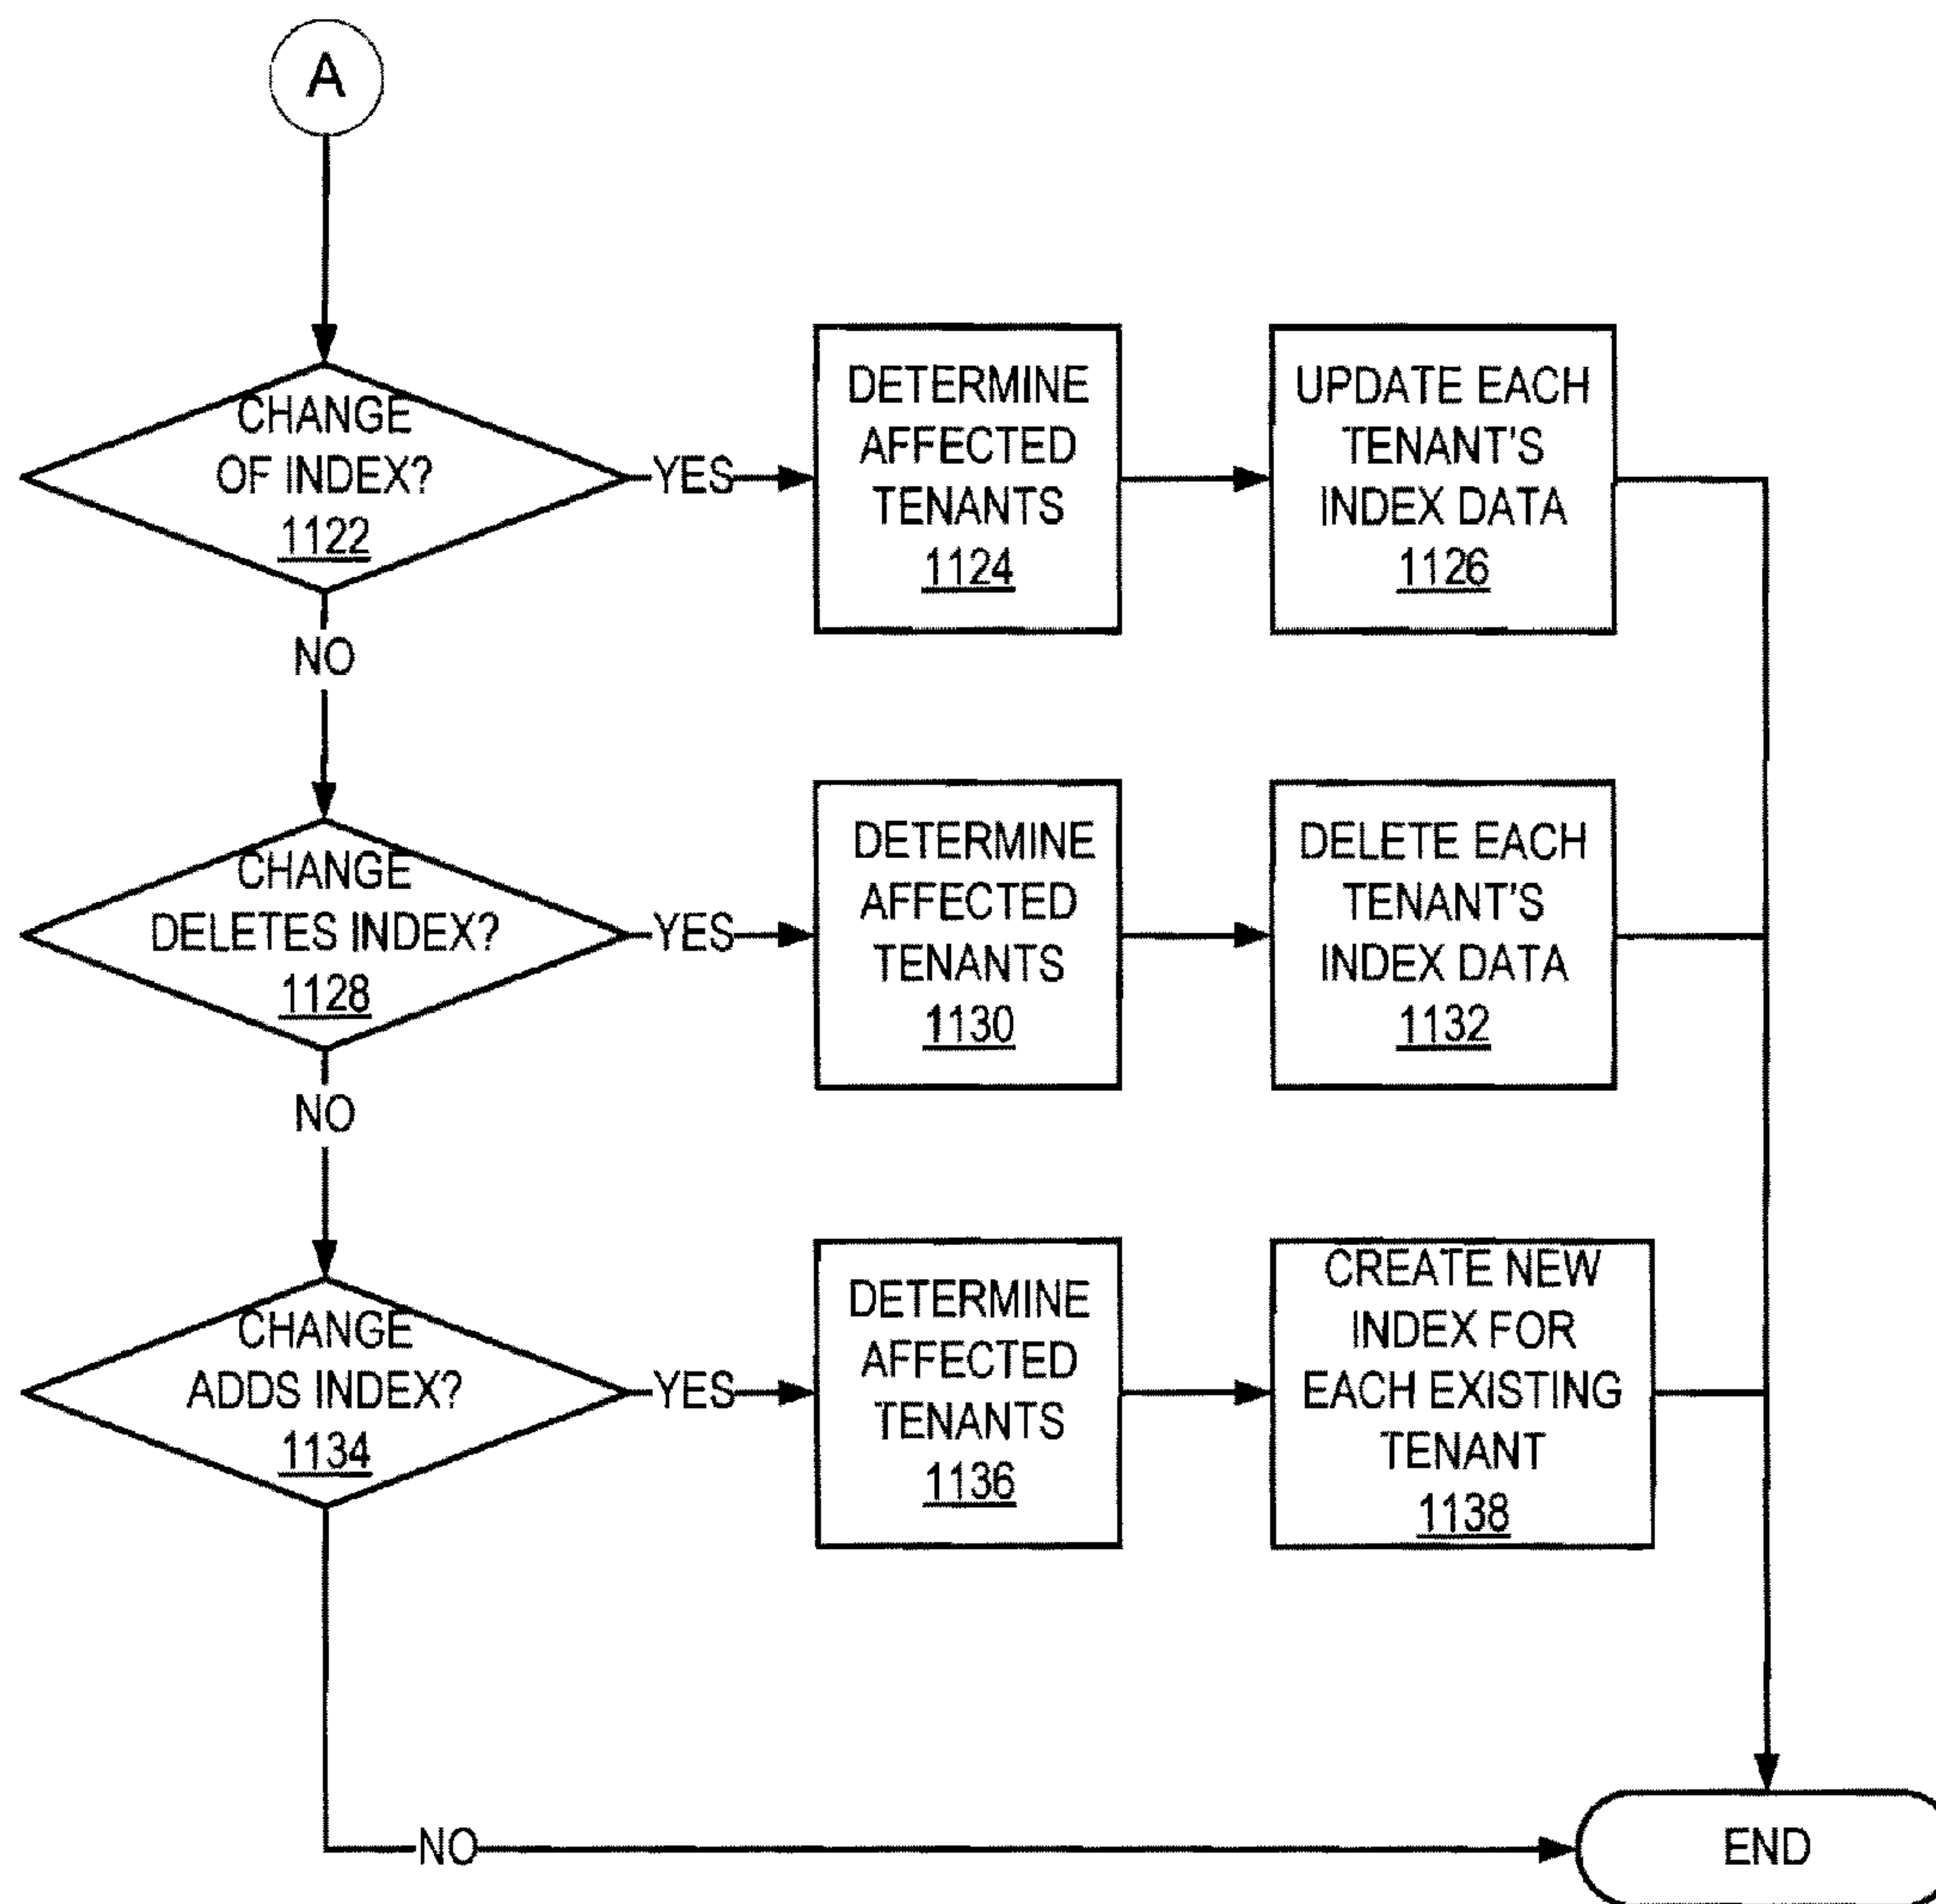 A
CHANGE
OF INDEX?
1122
YES
DETERMINE
AFFECTED
TENANTS
1124
UPDATE EACH
TENANT'S
INDEX DATA
1126
NO
CHANGE
DELETES INDEX?
1128
YES
DETERMINE
AFFECTED
TENANTS
1130
DELETE EACH
TENANT'S
INDEX DATA
1132
NO
CHANGE
ADDS INDEX?
1134
YES
DETERMINE
AFFECTED
TENANTS
1136
CREATE NEW
INDEX FOR
EACH EXISTING
TENANT
1138
NO
END